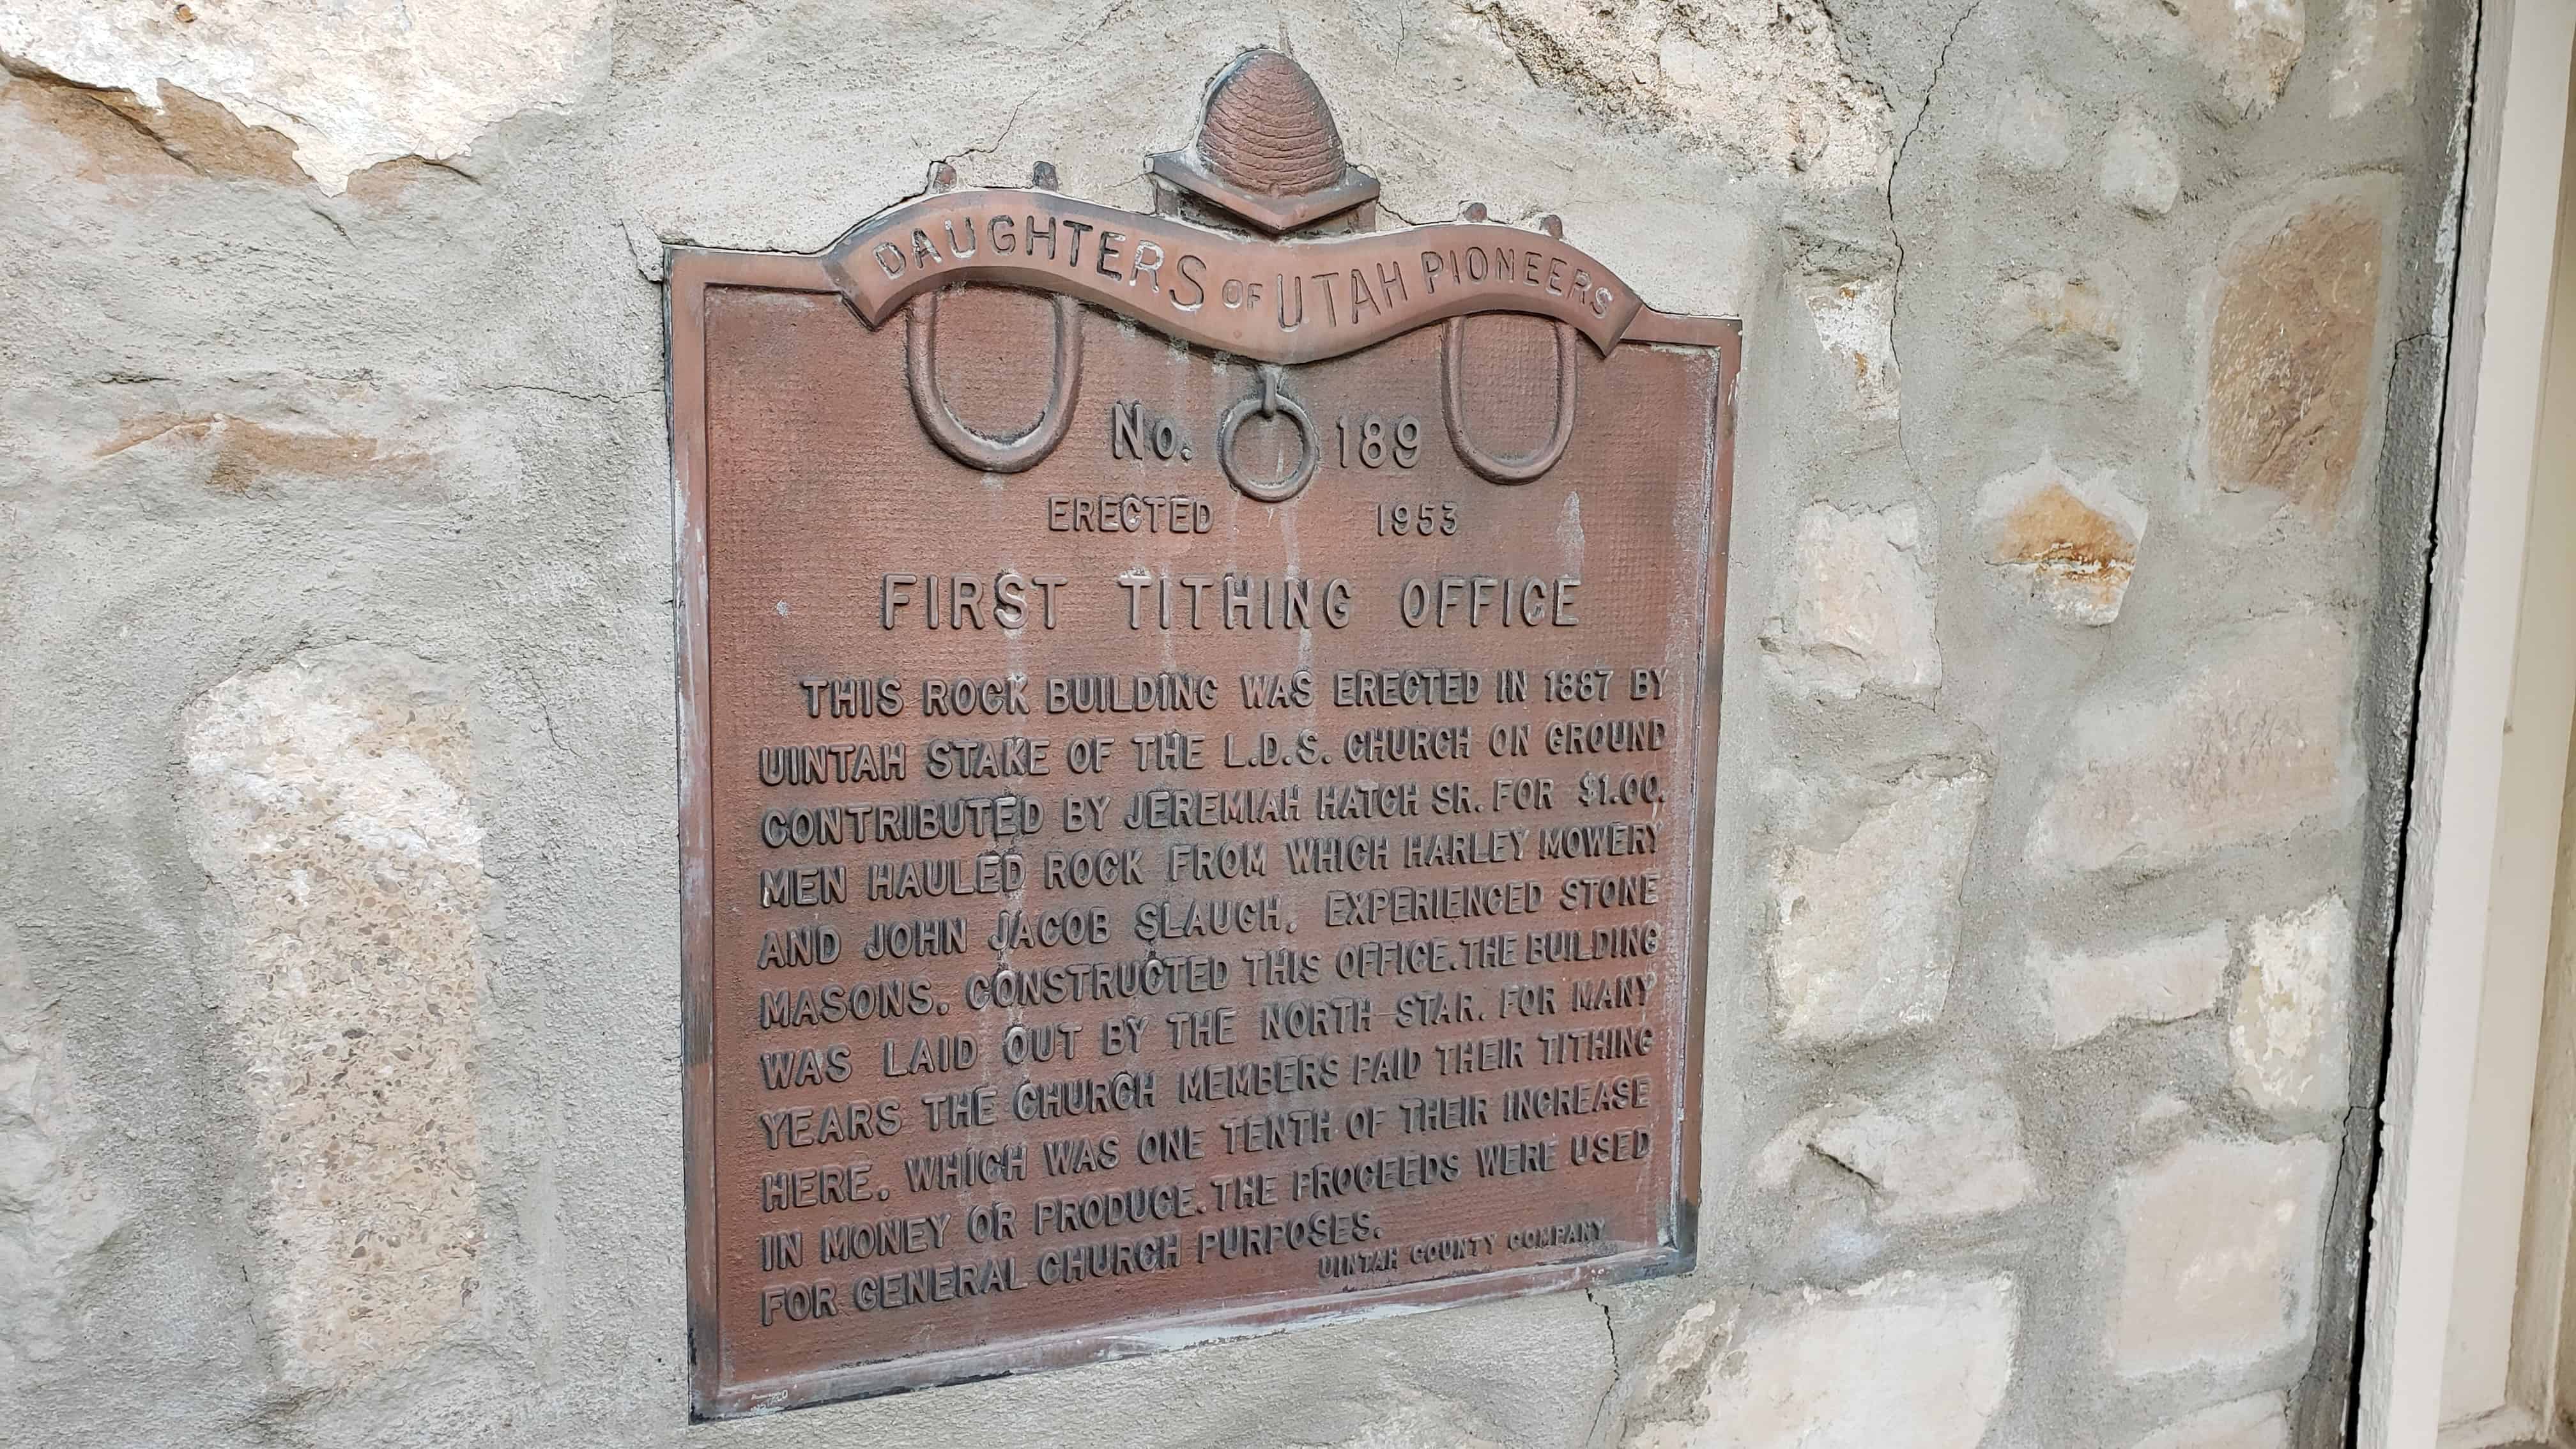 DAUGHTERS OF UTAH PIONEERS
No. 189
ERECTED 1953
FIRST TITHING OFFICE
THIS ROCK BUILDING WAS ERECTED IN 1887 BY
UINTAH STAKE OF THE L.D.S. CHURCH ON GROUND
CONTRIBUTED BY JEREMIAH HATCH SR. FOR $1.00.
MEN HAULED ROCK FROM WHICH HARLEY MOWERY
AND JOHN JACOB SLAUGH, EXPERIENCED STONE
MASONS, CONSTRUCTED THIS OFFICE. THE BUILDING
WAS LAID OUT BY THE NORTH STAR. FOR MANY
YEARS THE CHURCH MEMBERS PAID THEIR TITHING
HERE, WHICH WAS ONE TENTH OF THEIR INCREASE
IN MONEY OR PRODUCE. THE PROCEEDS WERE USED
FOR GENERAL CHURCH PURPOSES.
UINTAH COUNTY COMPANY